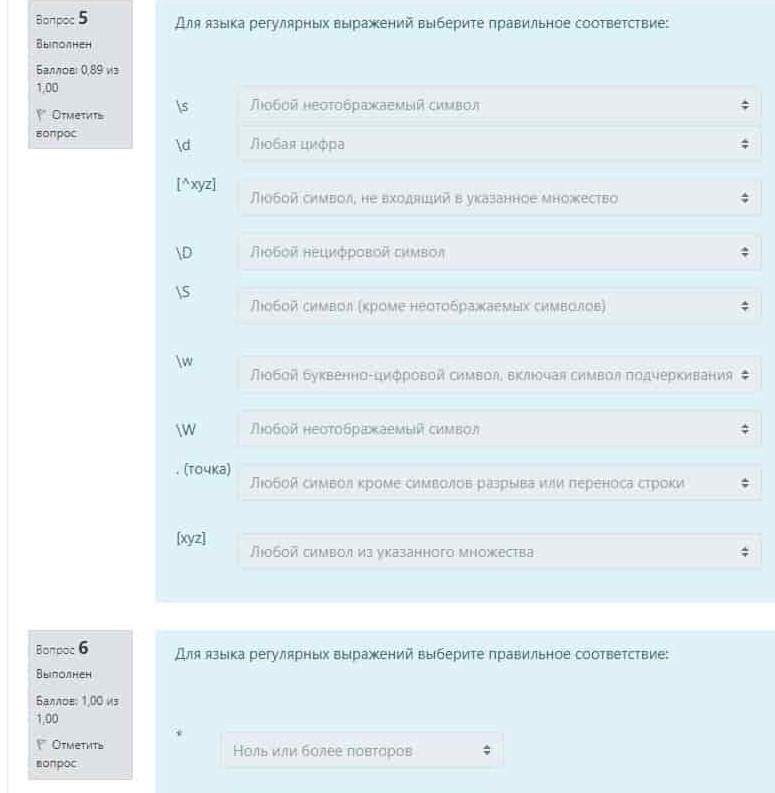 Вопрос 5
Выполнен
Баллов: 0,89 из
1,00
Отметить
вопрос
Для языка регулярных выражений выберите правильное соответствие:
\s Любой неотображаемый символ
\d Любая цифра
[^xyz] Любой символ, не входящий в указанное множество
\D Любой нецифровой символ
\S Любой символ (кроме неотображаемых символов)
\w Любой буквенно-цифровой символ, включая символ подчеркивания
\W Любой неотображаемый символ
. (точка) Любой символ кроме символов разрыва или переноса строки
[xyz] Любой символ из указанного множества
Вопрос 6
Выполнен
Баллов: 1,00 из
1,00
Отметить
вопрос
Для языка регулярных выражений выберите правильное соответствие:
* Ноль или более повторов